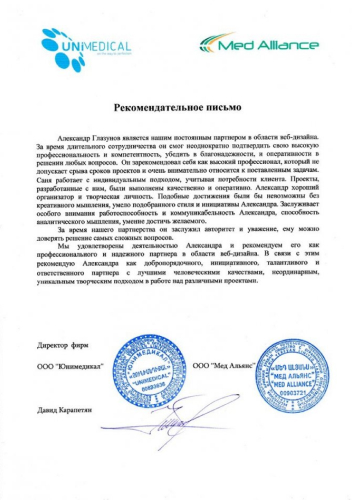 UNIMEDICAL
Med Alliance
Рекомендательное письмо
Александр Глазунов является нашим постоянным партнером в области веб-дизайна.
За время длительного сотрудничества он смог неоднократно подтвердить свою высокую
профессиональность и компетентность, убедить в благонадежности, и оперативности в
решении любых вопросов. Он зарекомендовал себя как высокий профессионал, который не
допускает срыва сроков проектов и очень внимательно относится к поставленным задачам.
Саня работает с индивидуальным подходом, учитывая потребности клиента. Проекты,
разработанные с ним, были выполнены качественно и оперативно. Александр хороший
организатор и творческая личность. Подобные достижения были бы невозможны без
креативного мышления, умело подобранного стиля и инициативы Александра. Заслуживает
особого внимания работоспособность и коммуникабельность Александра, способность
аналитического мышления, умение достичь желаемого.
За время нашего партнерства он заслужил авторитет и уважение, ему можно
доверять решение самых сложных вопросов.
Мы удовлетворены деятельностью Александра и рекомендуем его как
профессионального и надежного партнера в области веб-дизайна. В связи с этим
рекомендую Александра как добропорядочного, инициативного, талантливого и
ответственного партнера с лучшими человеческими качествами, неординарным,
уникальным творческим подходом в работе над различными проектами.
Директор фирм
ООО "Юнимедикал"
ООО "Мед Альянс"
"ЮНИМЕДИКАЛ"
"UNIMEDICAL"
"МЕД АЛЬЯНС"
"MED ALLIANCE"
00903721
Давид Карапетян